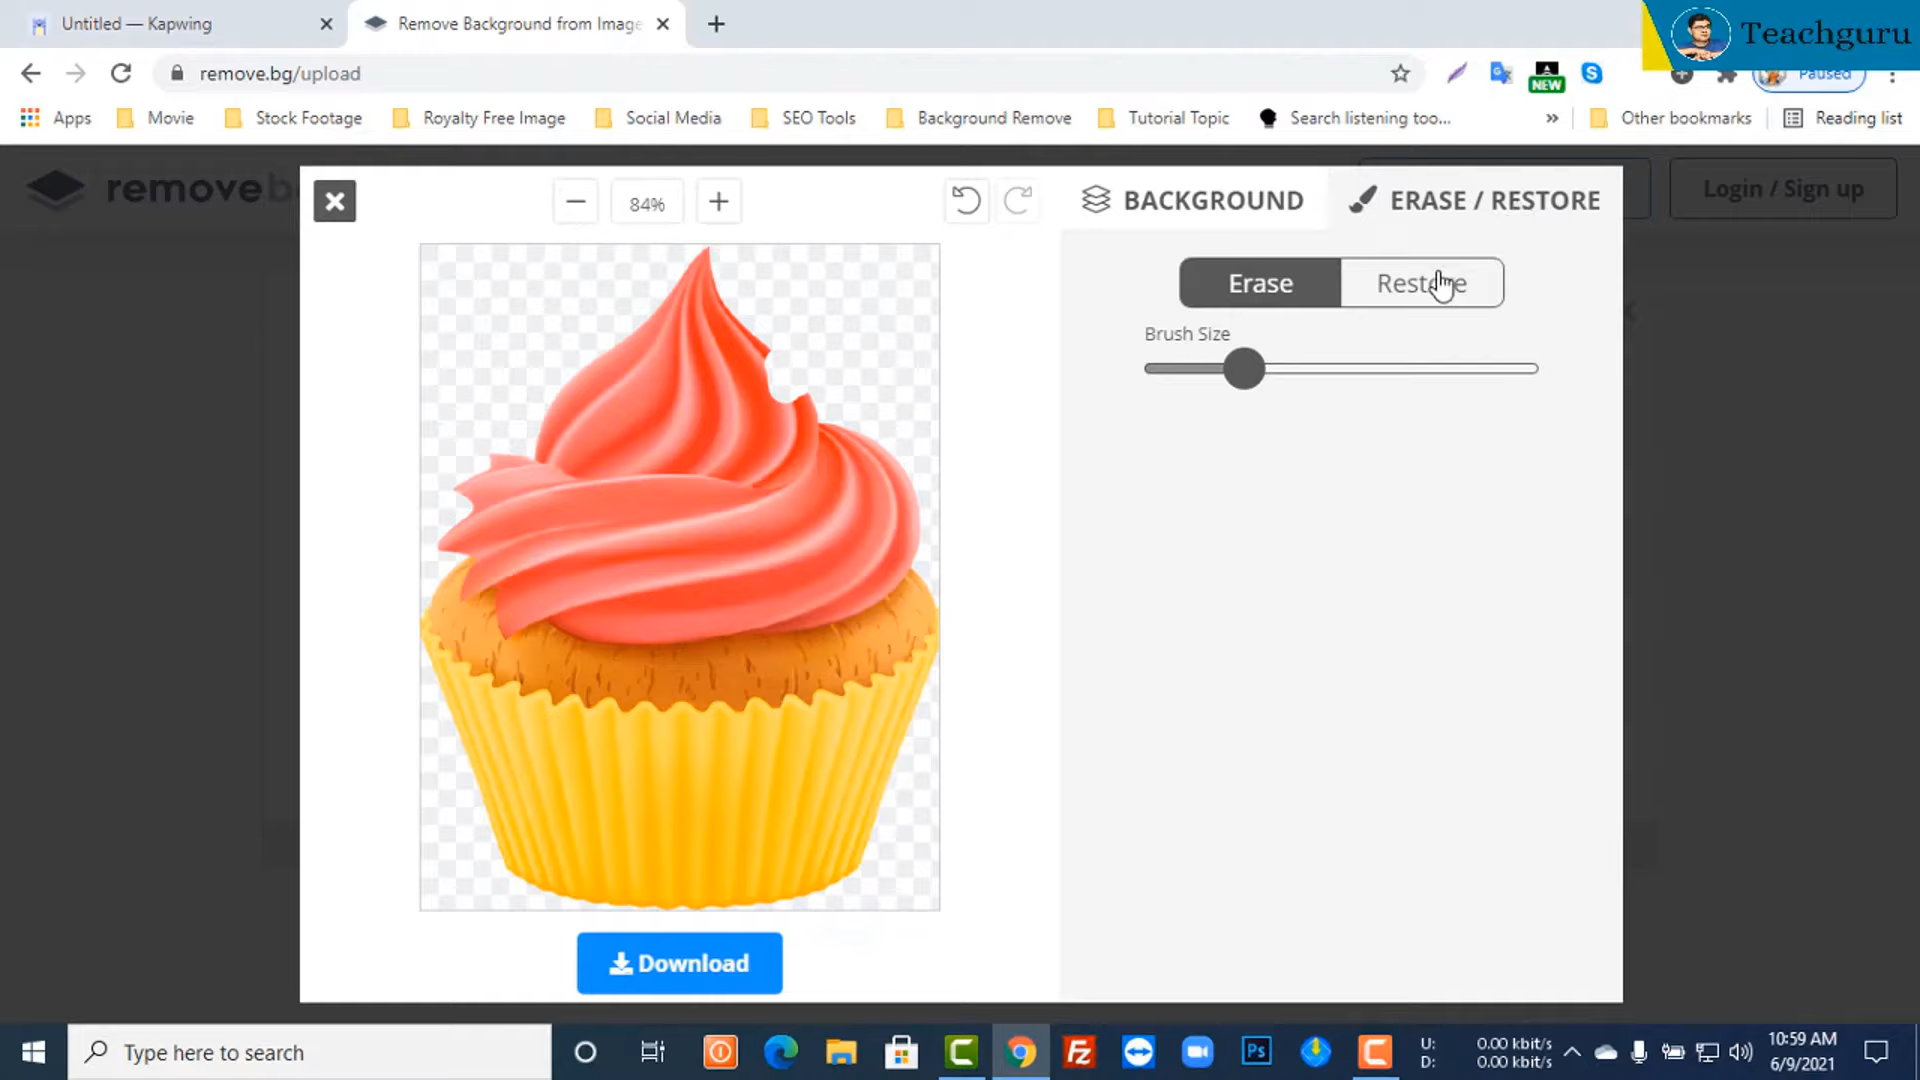 Untitled — Kapwing
Remove Background from Image
Teachguru
remove.bg/upload
NEW
Paused
Apps
Movie
Stock Footage
Royalty Free Image
Social Media
SEO Tools
Background Remove
Tutorial Topic
Search listening too...
»
Other bookmarks
Reading list
remove
Login / Sign up
84%
BACKGROUND
ERASE / RESTORE
Erase
Restore
Brush Size
Download
Type here to search
Fz
Ps
U: 0.00 kbit/s
D: 0.00 kbit/s
10:59 AM
6/9/2021